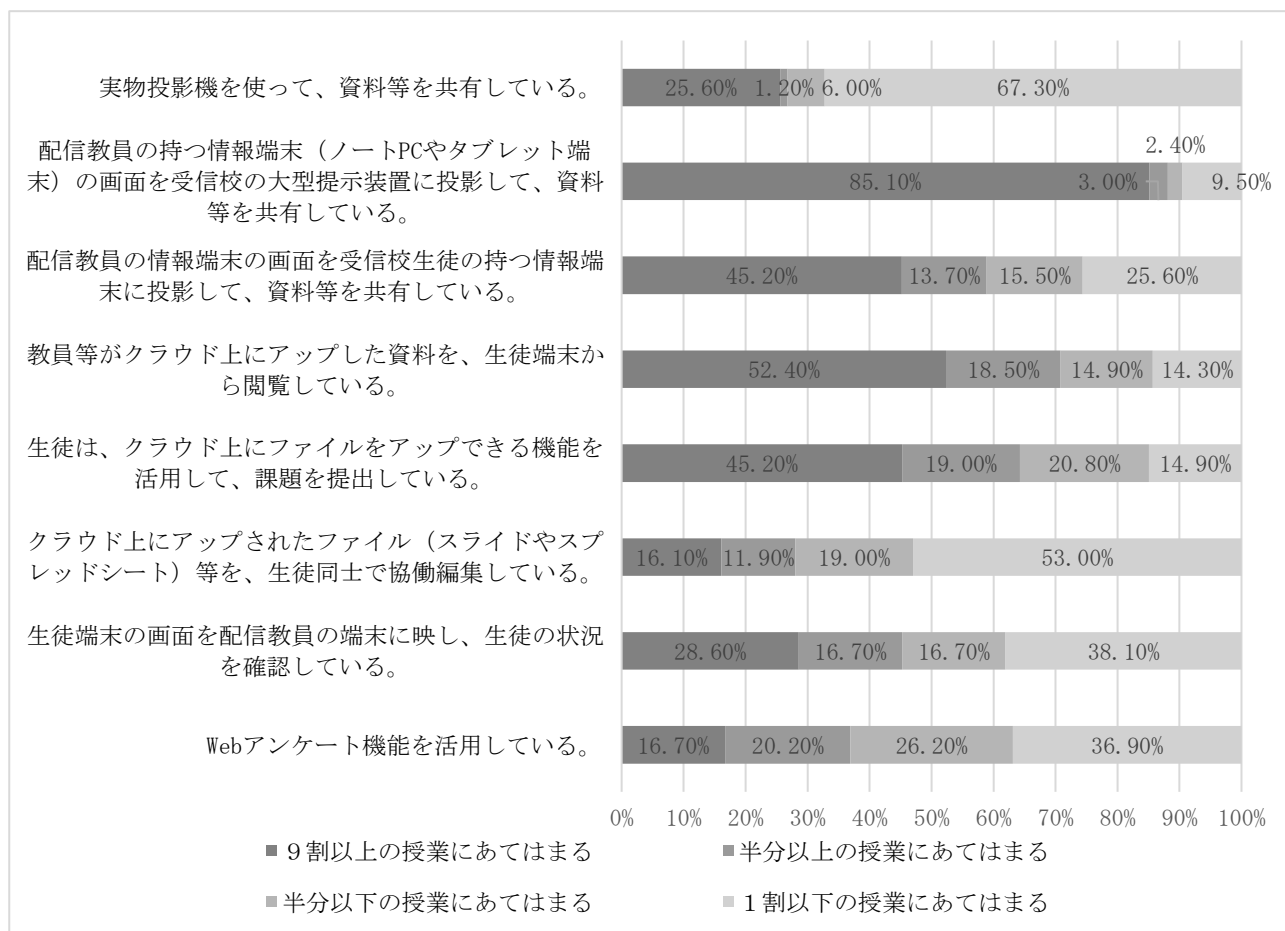 実物投影機を使って、資料等を共有している。
25.60%
1.20%
6.00%
67.30%
配信教員の持つ情報端末（ノートPCやタブレット端
末）の画面を受信校の大型提示装置に投影して、資料
等を共有している。
85.10%
3.00%
2.40%
9.50%
配信教員の情報端末の画面を受信校生徒の持つ情報端
末に投影して、資料等を共有している。
45.20%
13.70%
15.50%
25.60%
教員等がクラウド上にアップした資料を、生徒端末か
ら閲覧している。
52.40%
18.50%
14.90%
14.30%
生徒は、クラウド上にファイルをアップできる機能を
活用して、課題を提出している。
45.20%
19.00%
20.80%
14.90%
クラウド上にアップされたファイル（スライドやスプ
レッドシート）等を、生徒同士で協働編集している。
16.10%
11.90%
19.00%
53.00%
生徒端末の画面を配信教員の端末に映し、生徒の状況
を確認している。
28.60%
16.70%
16.70%
38.10%
Webアンケート機能を活用している。
16.70%
20.20%
26.20%
36.90%
0% 10% 20% 30% 40% 50% 60% 70% 80% 90% 100%
９割以上の授業にあてはまる
半分以上の授業にあてはまる
半分以下の授業にあてはまる
１割以下の授業にあてはまる